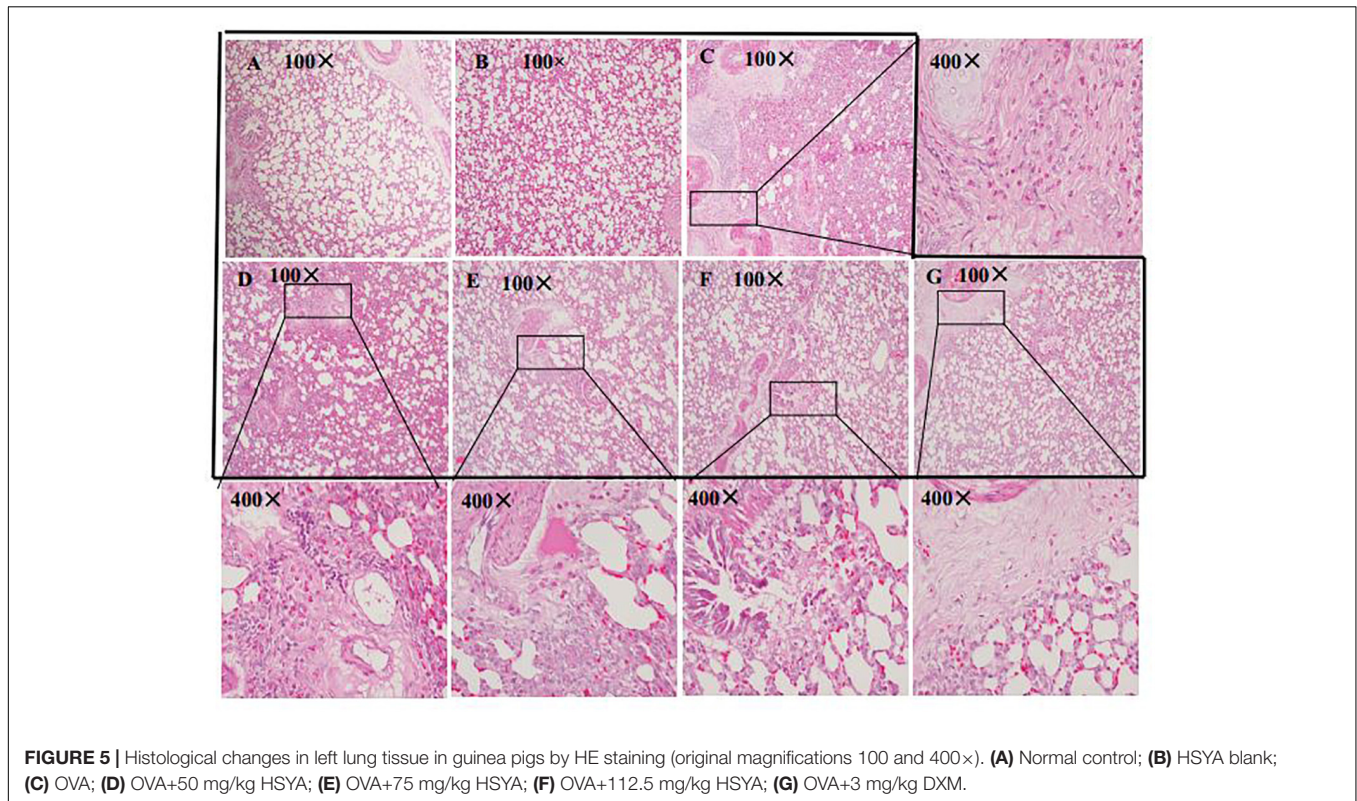 A 100×
B 100×
C 100×
400×
D 100×
E 100×
F 100×
G 100×
400×
400×
400×
400×
FIGURE 5 | Histological changes in left lung tissue in guinea pigs by HE staining (original magnifications 100 and 400×). (A) Normal control; (B) HSYA blank;
(C) OVA; (D) OVA+50 mg/kg HSYA; (E) OVA+75 mg/kg HSYA; (F) OVA+112.5 mg/kg HSYA; (G) OVA+3 mg/kg DXM.